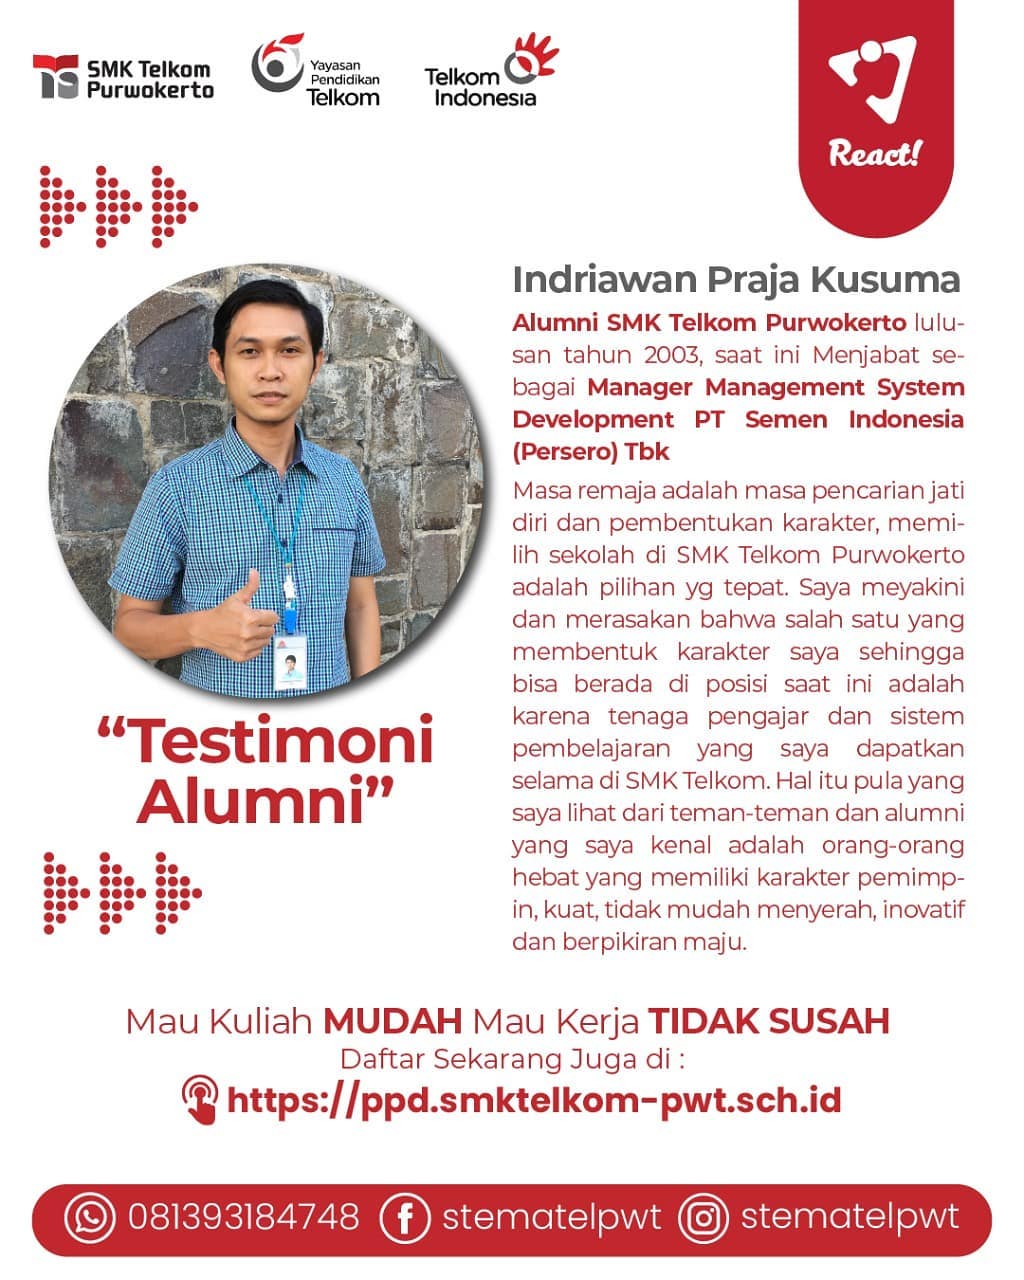 SMK Telkom
Purwokerto
Yayasan
Pendidikan
Telkom
Telkom
Indonesia
React!
Indriawan Praja Kusuma
Alumni SMK Telkom Purwokerto lulu-
san tahun 2003, saat ini Menjabat se-
bagai Manager Management System
Development PT Semen Indonesia
(Persero) Tbk
Masa remaja adalah masa pencarian jati
diri dan pembentukan karakter, memi-
lih sekolah di SMK Telkom Purwokerto
adalah pilihan yg tepat. Saya meyakini
dan merasakan bahwa salah satu yang
membentuk karakter saya sehingga
bisa berada di posisi saat ini adalah
karena tenaga pengajar dan sistem
pembelajaran yang saya dapatkan
selama di SMK Telkom. Hal itu pula yang
saya lihat dari teman-teman dan alumni
yang saya kenal adalah orang-orang
hebat yang memiliki karakter pemimp-
in, kuat, tidak mudah menyerah, inovatif
dan berpikiran maju.
“Testimoni
Alumni”
Mau Kuliah MUDAH Mau Kerja TIDAK SUSAH
Daftar Sekarang Juga di :
https://ppd.smktelkom-pwt.sch.id
081393184748 stematelpwt stematelpwt